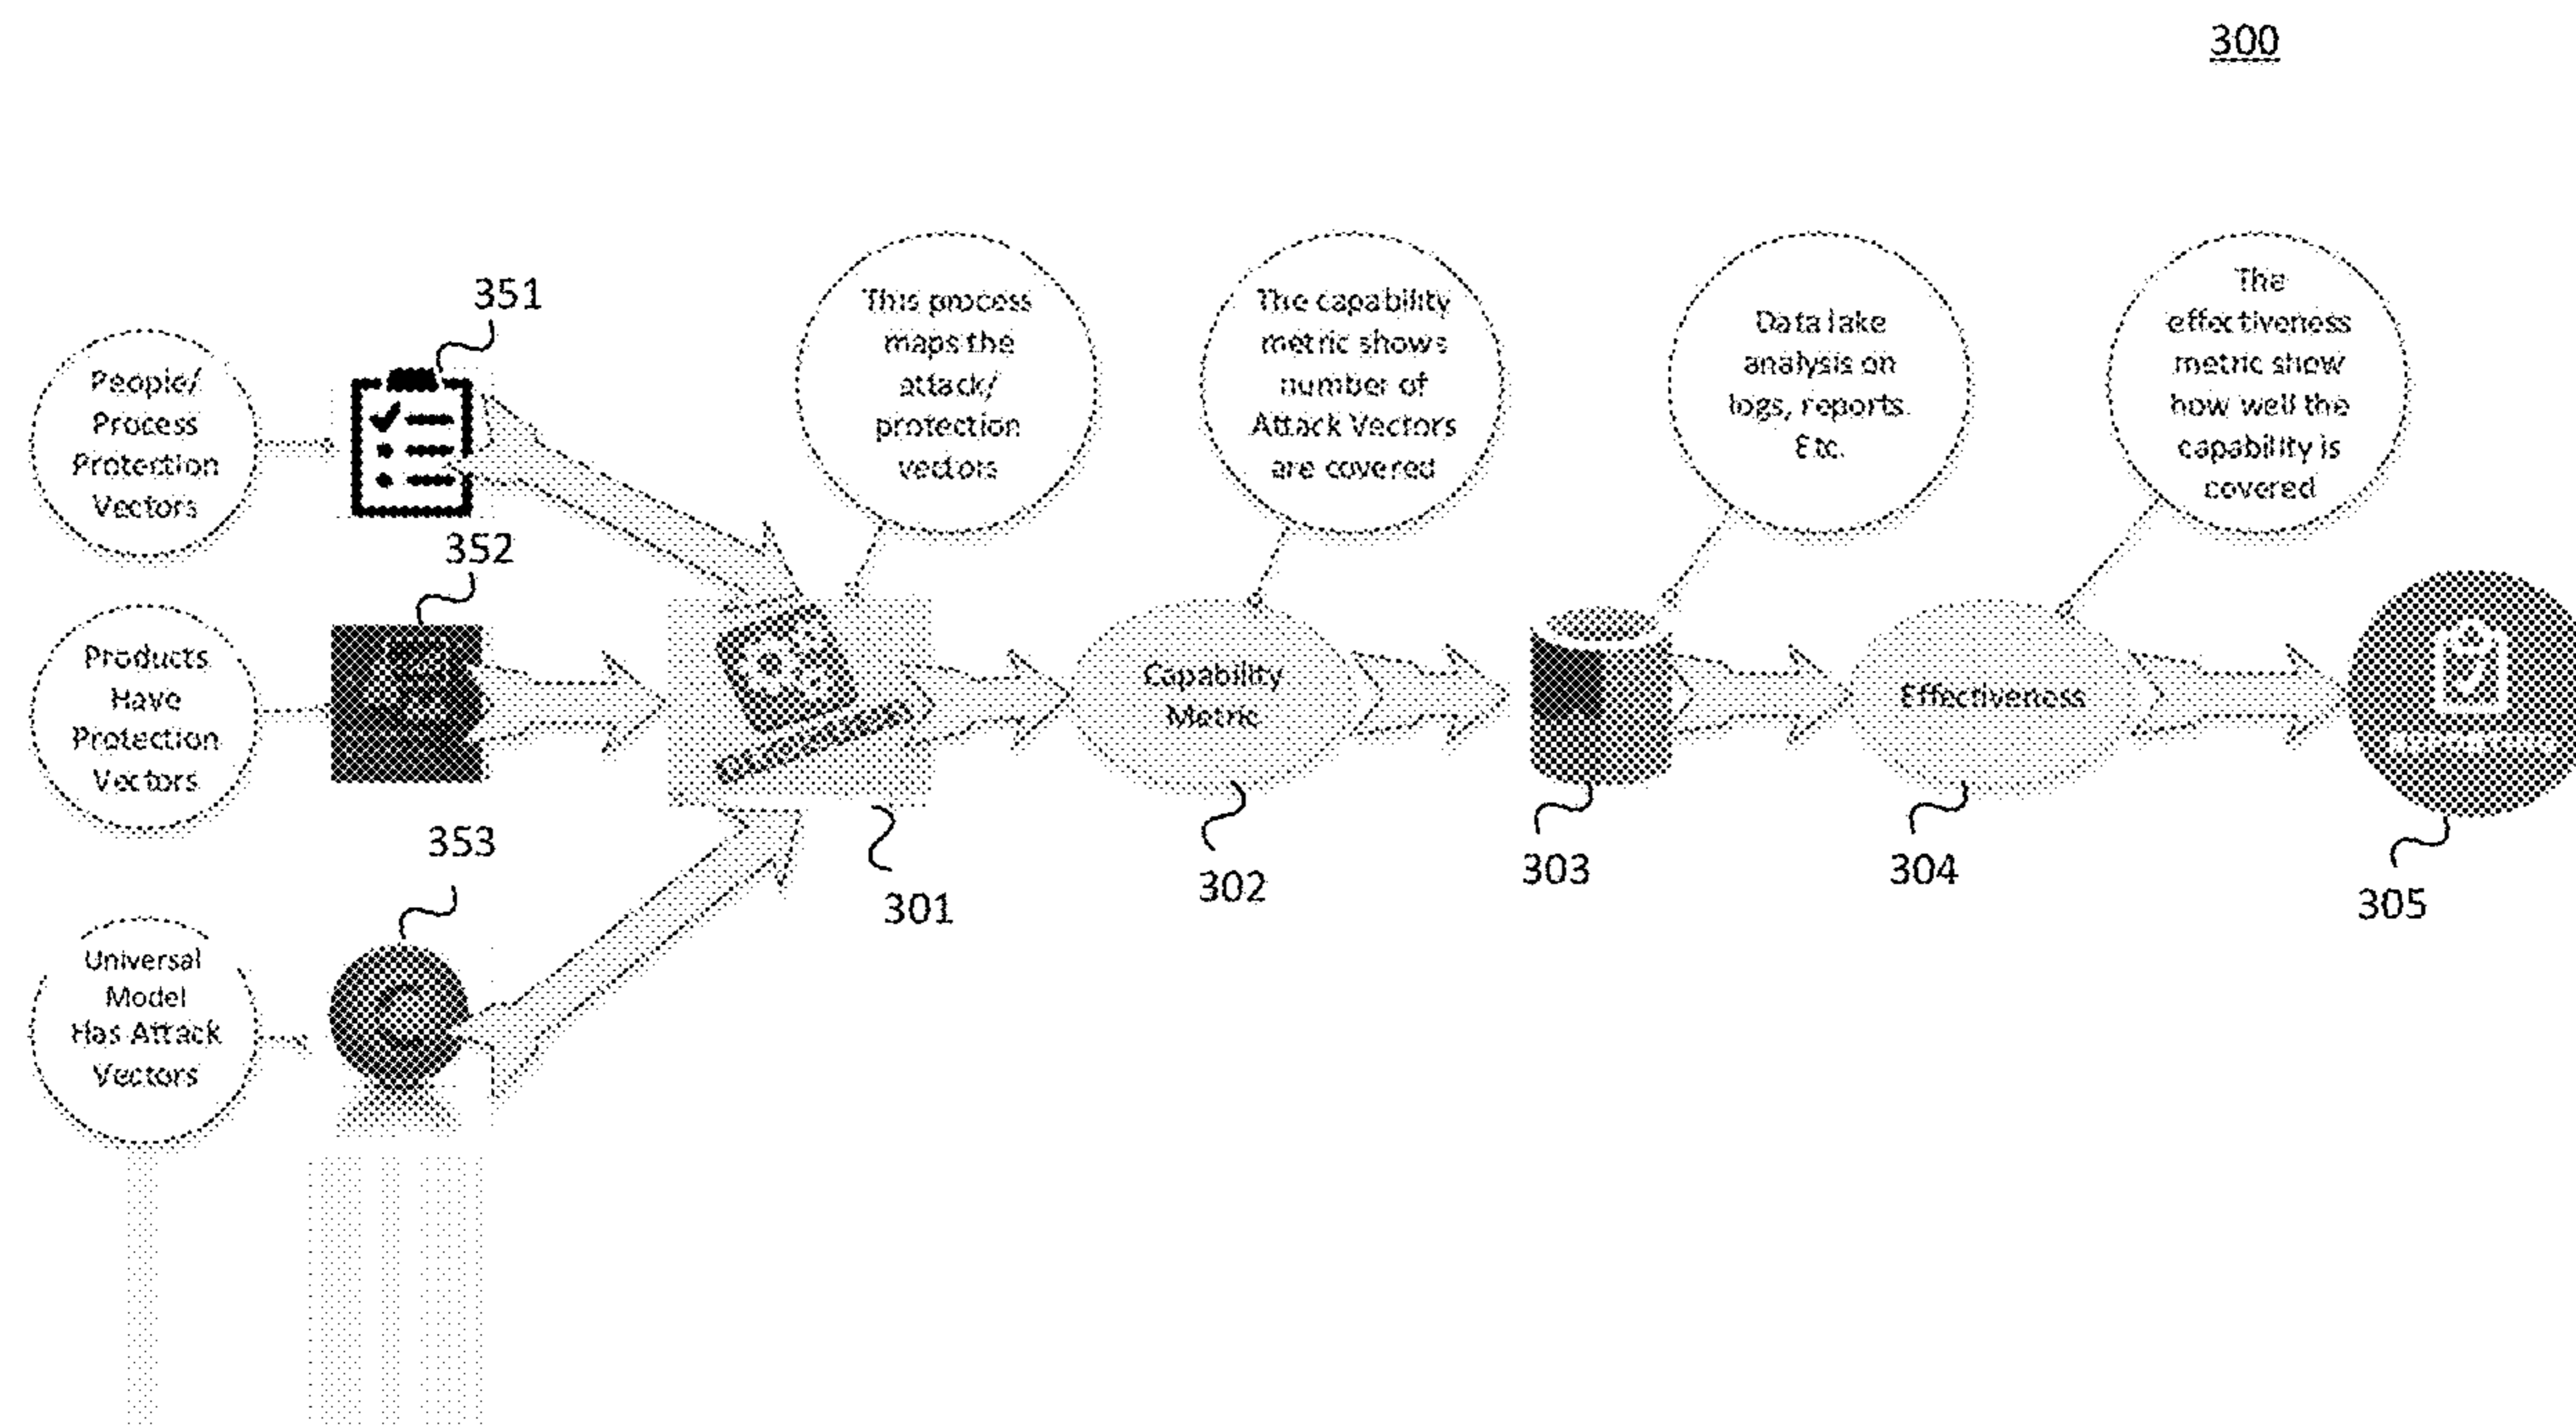 300
351
People/
Process
Protection
Vectors
This process
maps the
attack/
protection
vectors
The capability
metric shows
number of
Attack Vectors
are covered
Data lake
analysis on
logs, reports.
Etc.
The
effectiveness
metric show
how well the
capability is
covered
352
Products
Have
Protection
Vectors
Capability
Metric
Effectiveness
353
301
302
303
304
305
Universal
Model
Has Attack
Vectors